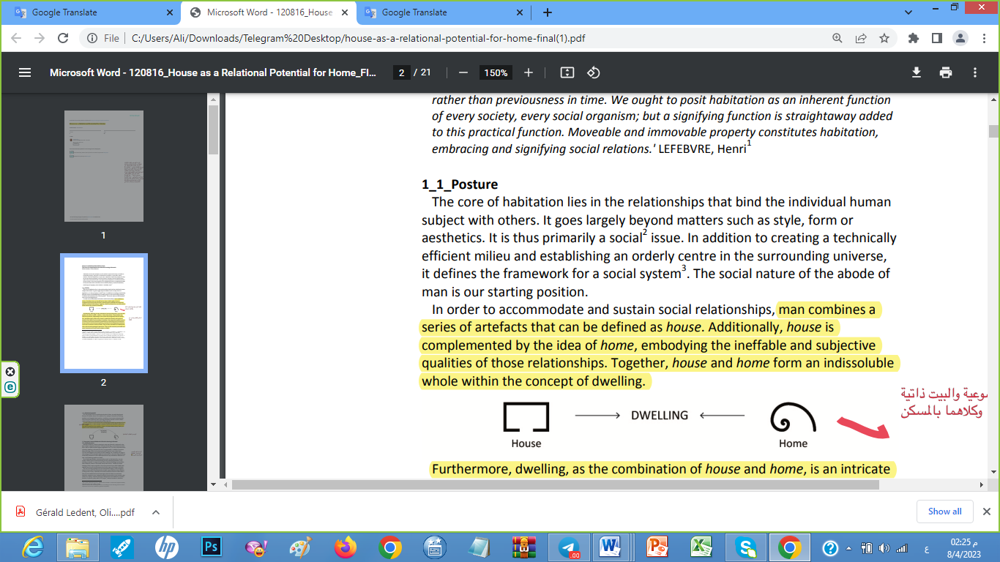 Google Translate
Microsoft Word - 120816_House
Google Translate
File
C:/Users/Ali/Downloads/Telegram%20Desktop/house-as-a-relational-potential-for-home-final(1).pdf
Microsoft Word - 120816_House as a Relational Potential for Home_FI...
2 / 21
150%
1
2
rather than previousness in time. We ought to posit habitation as an inherent function
of every society, every social organism; but a signifying function is straightaway added
to this practical function. Moveable and immovable property constitutes habitation,
embracing and signifying social relations.' LEFEBVRE, Henri1
1_1_Posture
The core of habitation lies in the relationships that bind the individual human
subject with others. It goes largely beyond matters such as style, form or
aesthetics. It is thus primarily a social2 issue. In addition to creating a technically
efficient milieu and establishing an orderly centre in the surrounding universe,
it defines the framework for a social system3. The social nature of the abode of
man is our starting position.
In order to accommodate and sustain social relationships, man combines a
series of artefacts that can be defined as house. Additionally, house is
complemented by the idea of home, embodying the ineffable and subjective
qualities of those relationships. Together, house and home form an indissoluble
whole within the concept of dwelling.
DWELLING
House
Home
والبيت ذاتية
وكلاهما بالمسكن
Furthermore, dwelling, as the combination of house and home, is an intricate
Gérald Ledent, Oli....pdf
Show all
hp
Ps
.00
ع
02:25 م
8/4/2023